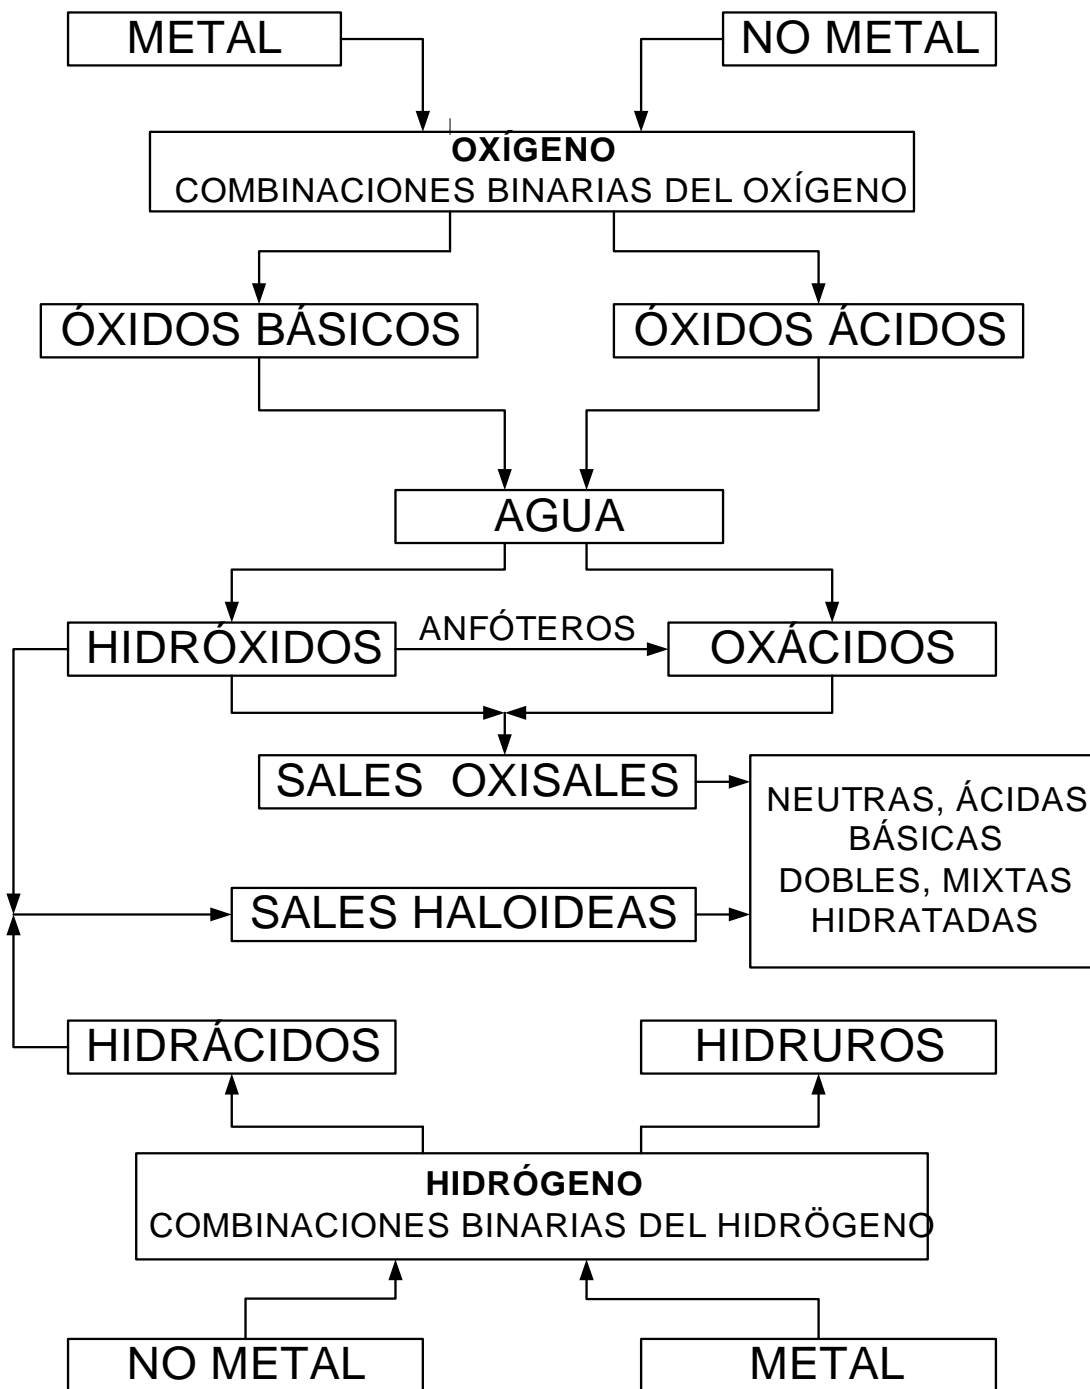 METAL
NO METAL
OXÍGENO
COMBINACIONES BINARIAS DEL OXÍGENO
ÓXIDOS BÁSICOS
ÓXIDOS ÁCIDOS
AGUA
HIDRÓXIDOS
ANFÓTEROS
OXÁCIDOS
SALES OXISALES
NEUTRAS, ÁCIDAS
BÁSICAS
DOBLES, MIXTAS
HIDRATADAS
SALES HALOIDEAS
HIDRÁCIDOS
HIDRUROS
HIDRÓGENO
COMBINACIONES BINARIAS DEL HIDRÖGENO
NO METAL
METAL